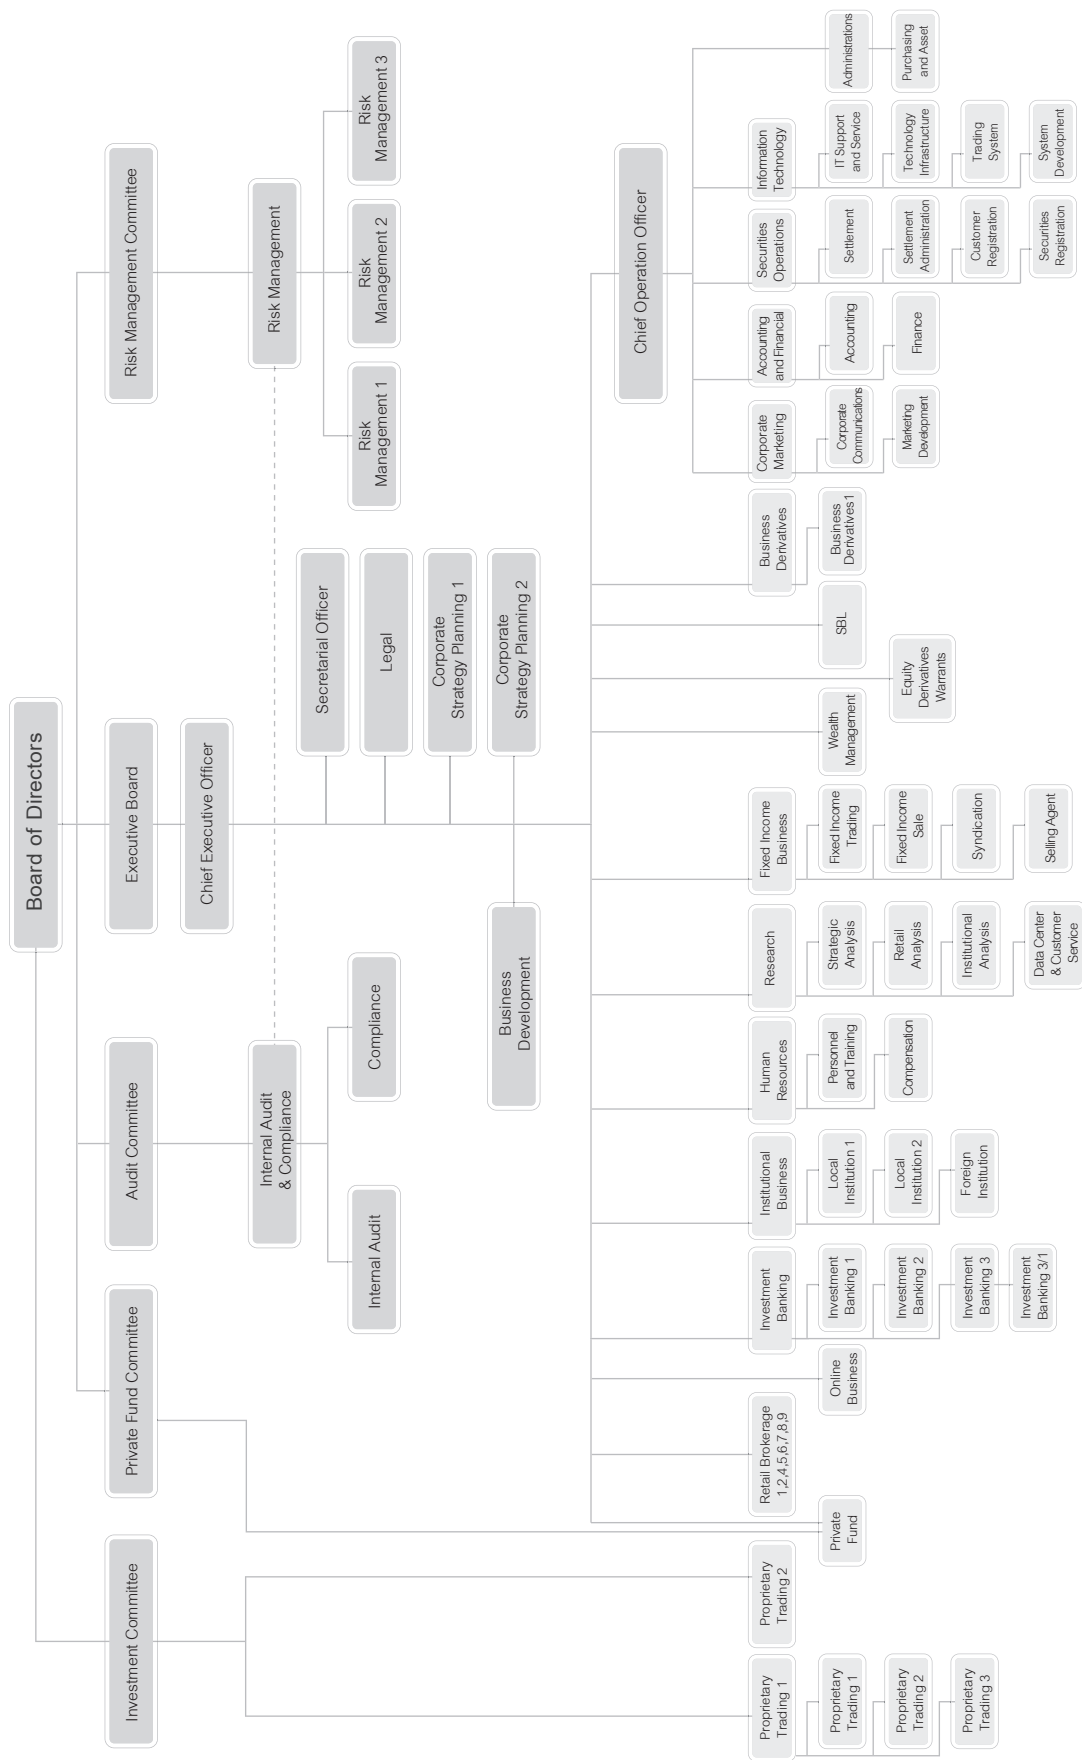 Board of Directors
Investment Committee
Private Fund Committee
Audit Committee
Executive Board
Risk Management Committee
Chief Executive Officer
Internal Audit
& Compliance
Risk Management
Internal Audit
Compliance
Risk
Management 1
Risk
Management 2
Risk
Management 3
Secretarial Officer
Legal
Corporate
Strategy Planning 1
Business
Development
Corporate
Strategy Planning 2
Chief Operation Officer
Proprietary
Trading 1
Proprietary
Trading 1
Proprietary
Trading 2
Proprietary
Trading 3
Proprietary
Trading 2
Private
Fund
Retail Brokerage
1,2,4,5,6,7,8,9
Online
Business
Investment
Banking
Investment
Banking 1
Investment
Banking 2
Investment
Banking 3
Investment
Banking 3/1
Institutional
Business
Local
Institution 1
Local
Institution 2
Foreign
Institution
Human
Resources
Personnel
and Training
Compensation
Research
Strategic
Analysis
Retail
Analysis
Institutional
Analysis
Data Center
& Customer
Service
Fixed Income
Business
Fixed Income
Trading
Fixed Income
Sale
Syndication
Selling Agent
Wealth
Management
Equity
Derivatives
Warrants
SBL
Business
Derivatives
Business
Derivatives1
Corporate
Marketing
Corporate
Communications
Marketing
Development
Accounting
and Financial
Accounting
Finance
Securities
Operations
Settlement
Settlement
Administration
Customer
Registration
Securities
Registration
Information
Technology
IT Support
and Service
Technology
Infrastructure
Trading
System
System
Development
Administrations
Purchasing
and Asset